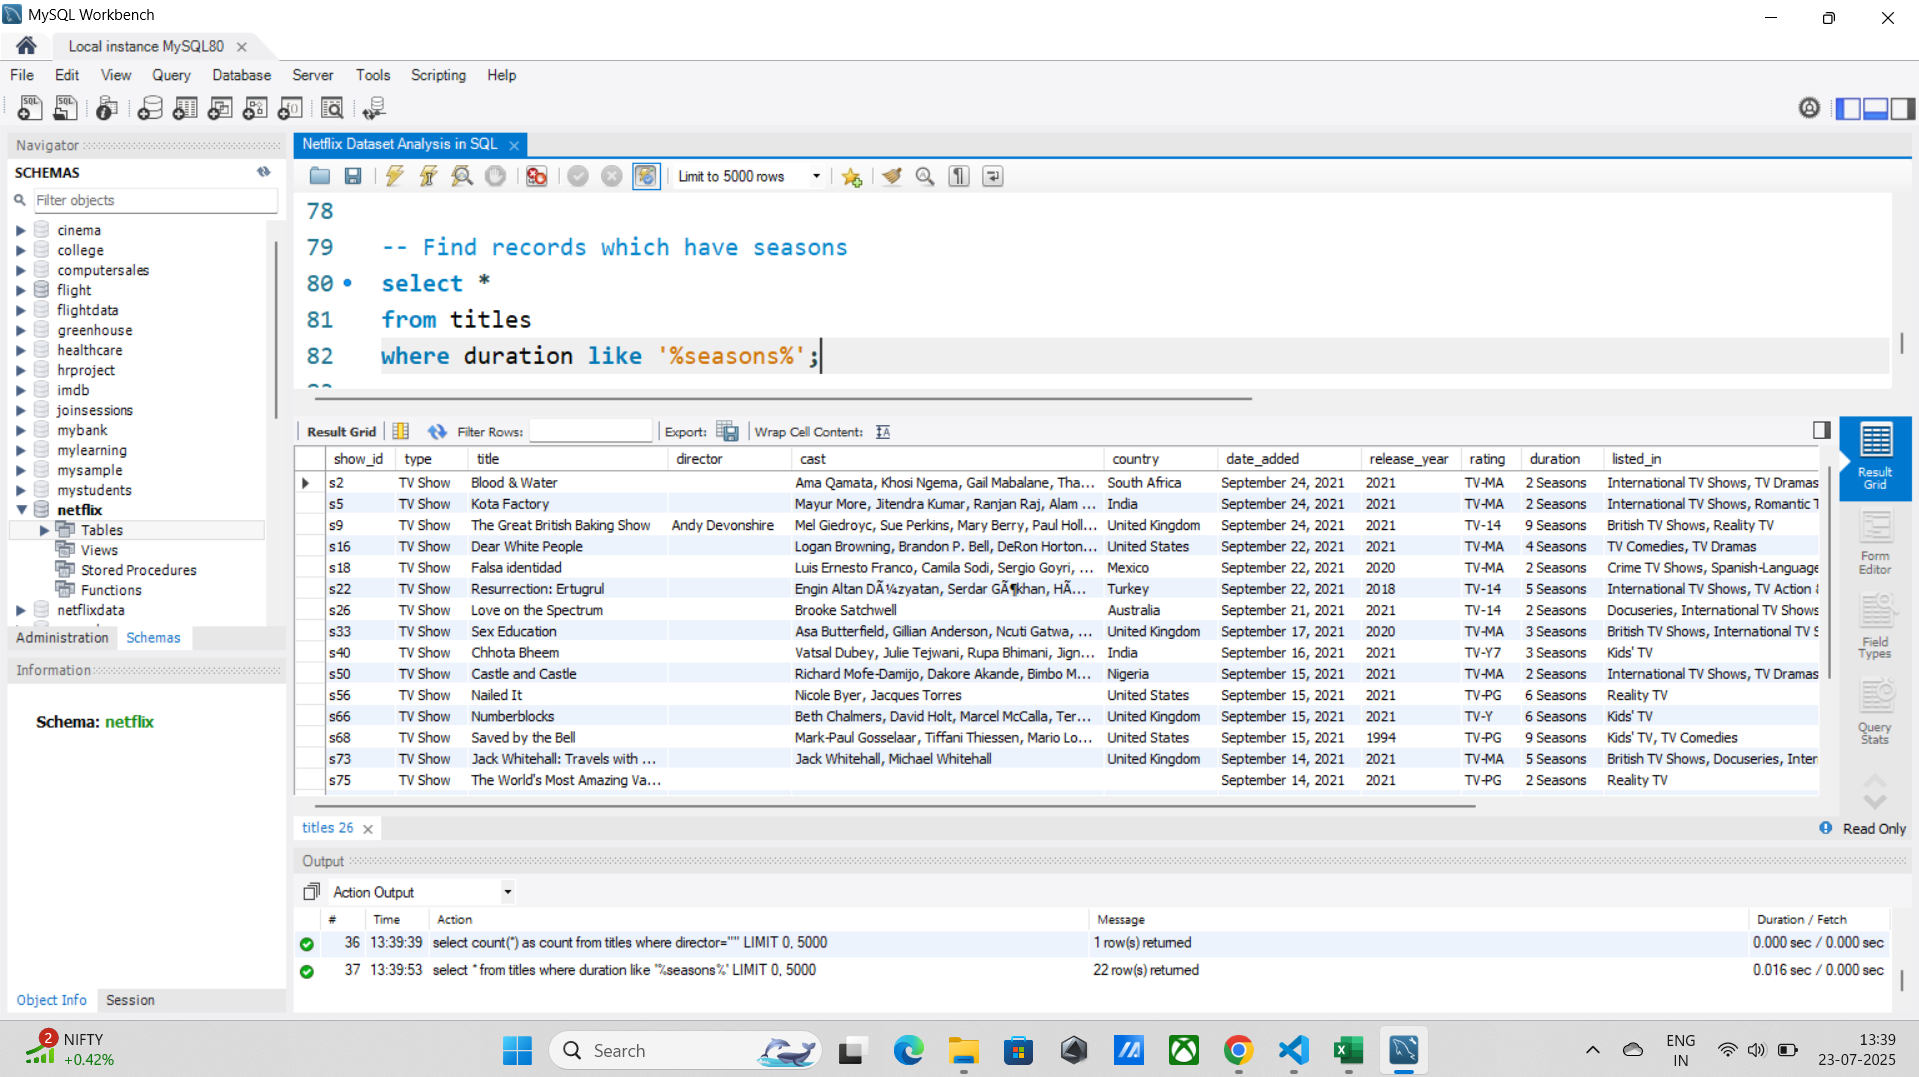 MySQL Workbench
Local instance MySQL80
File Edit View Query Database Server Tools Scripting Help
Navigator
SCHEMAS
Filter objects
cinema
college
computersales
flight
flightdata
greenhouse
healthcare
hrproject
imdb
joinsessions
mybank
mylearning
mysample
mystudents
netflix
Tables
Views
Stored Procedures
Functions
netflixdata
Administration Schemas
Information
Schema: netflix
Object Info Session
Netflix Dataset Analysis in SQL
Limit to 5000 rows
78
79 -- Find records which have seasons
80 select *
81 from titles
82 where duration like '%seasons%';
Result Grid Filter Rows: Export: Wrap Cell Content:
show_id type title director cast country date_added release_year rating duration listed_in
s2 TV Show Blood & Water Ama Qamata, Khosi Ngema, Gail Mabalane, Tha... South Africa September 24, 2021 2021 TV-MA 2 Seasons International TV Shows, TV Dramas
s5 TV Show Kota Factory Mayur More, Jitendra Kumar, Ranjan Raj, Alam ... India September 24, 2021 2021 TV-MA 2 Seasons International TV Shows, Romantic T
s9 TV Show The Great British Baking Show Andy Devonshire Mel Giedroyc, Sue Perkins, Mary Berry, Paul Holl... United Kingdom September 24, 2021 2021 TV-14 9 Seasons British TV Shows, Reality TV
s16 TV Show Dear White People Logan Browning, Brandon P. Bell, DeRon Horton... United States September 22, 2021 2021 TV-MA 4 Seasons TV Comedies, TV Dramas
s18 TV Show Falsa identidad Luis Ernesto Franco, Camila Sodi, Sergio Goyri, ... Mexico September 22, 2021 2020 TV-MA 2 Seasons Crime TV Shows, Spanish-Language
s22 TV Show Resurrection: Ertugrul Engin Altan DÃ¼zyatan, Serdar GÃ¶khan, HÃ... Turkey September 22, 2021 2018 TV-14 5 Seasons International TV Shows, TV Action &
s26 TV Show Love on the Spectrum Brooke Satchwell Australia September 21, 2021 2021 TV-14 2 Seasons Docuseries, International TV Shows
s33 TV Show Sex Education Asa Butterfield, Gillian Anderson, Ncuti Gatwa, ... United Kingdom September 17, 2021 2020 TV-MA 3 Seasons British TV Shows, International TV S
s40 TV Show Chhota Bheem Vatsal Dubey, Julie Tejwani, Rupa Bhimani, Jign... India September 16, 2021 2021 TV-Y7 3 Seasons Kids' TV
s50 TV Show Castle and Castle Richard Mofe-Damijo, Dakore Akande, Bimbo M... Nigeria September 15, 2021 2021 TV-MA 2 Seasons International TV Shows, TV Dramas
s56 TV Show Nailed It Nicole Byer, Jacques Torres United States September 15, 2021 2021 TV-PG 6 Seasons Reality TV
s66 TV Show Numberblocks Beth Chalmers, David Holt, Marcel McCalla, Ter... United Kingdom September 15, 2021 2021 TV-Y 6 Seasons Kids' TV
s68 TV Show Saved by the Bell Mark-Paul Gosselaar, Tiffani Thiessen, Mario Lo... United States September 15, 2021 1994 TV-PG 9 Seasons Kids' TV, TV Comedies
s73 TV Show Jack Whitehall: Travels with ... Jack Whitehall, Michael Whitehall United Kingdom September 14, 2021 2021 TV-MA 5 Seasons British TV Shows, Docuseries, Inter
s75 TV Show The World's Most Amazing Va... September 14, 2021 2021 TV-PG 2 Seasons Reality TV
Result Grid
Form Editor
Field Types
Query Stats
titles 26
Read Only
Output
Action Output
# Time Action Message Duration / Fetch
36 13:39:39 select count(*) as count from titles where director="" LIMIT 0, 5000 1 row(s) returned 0.000 sec / 0.000 sec
37 13:39:53 select * from titles where duration like '%seasons%' LIMIT 0, 5000 22 row(s) returned 0.016 sec / 0.000 sec
2
NIFTY
+0.42%
Search
ENG
IN
13:39
23-07-2025